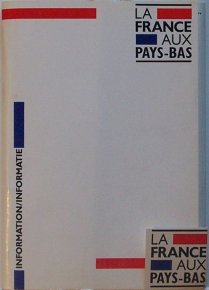 LA
FRANCE
AUX
PAYS-BAS
INFORMATION/INFORMATIE
LA
FRANCE
AUX
PAYS-BAS